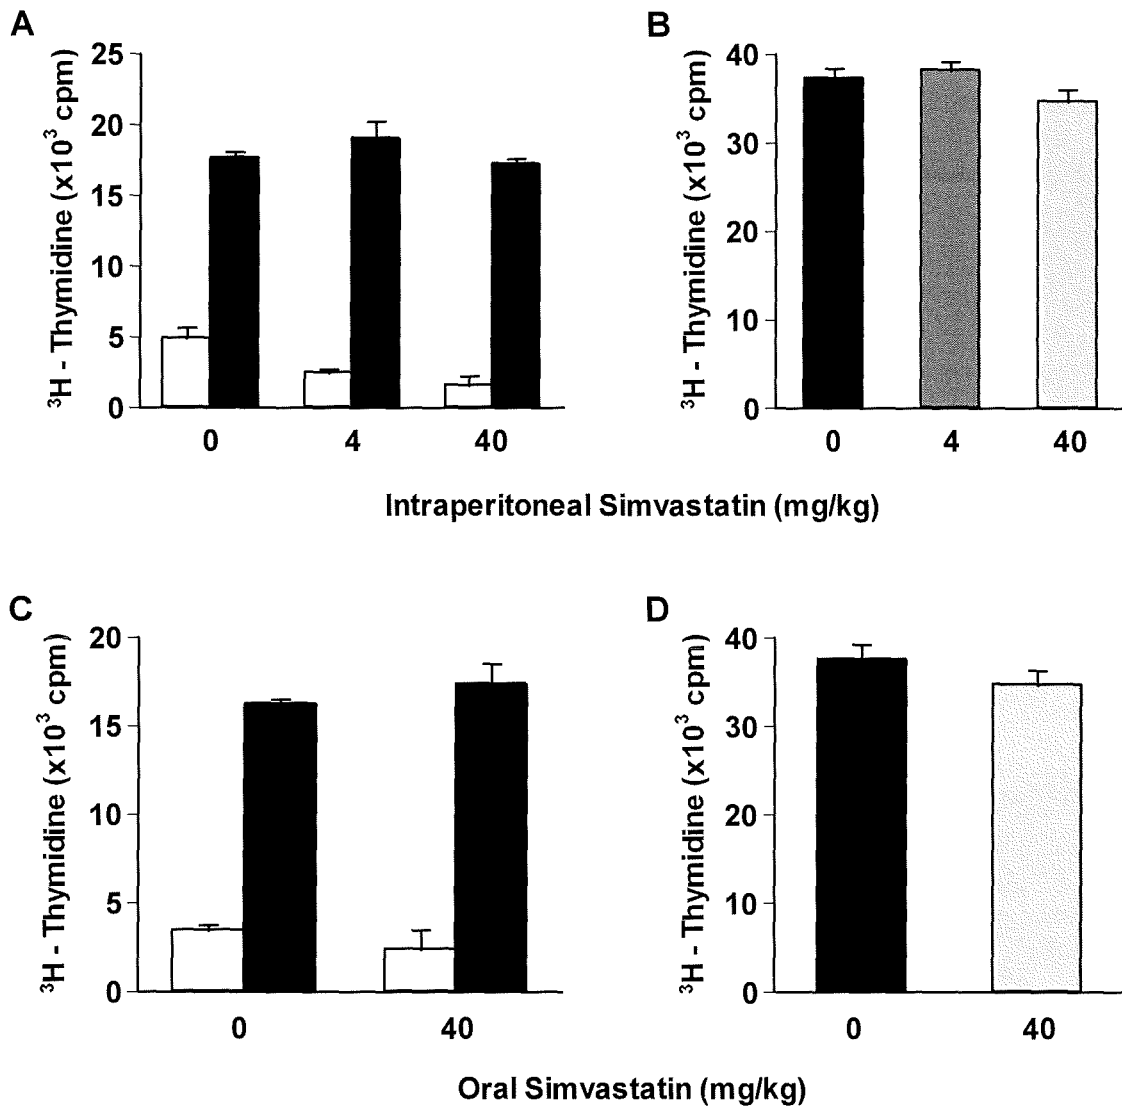 A
³H - Thymidine (x10³ cpm)
25
20
15
10
5
0
0 4 40
B
³H - Thymidine (x10³ cpm)
40
30
20
10
0
0 4 40
Intraperitoneal Simvastatin (mg/kg)
C
³H - Thymidine (x10³ cpm)
20
15
10
5
0
0 40
D
³H - Thymidine (x10³ cpm)
40
30
20
10
0
0 40
Oral Simvastatin (mg/kg)